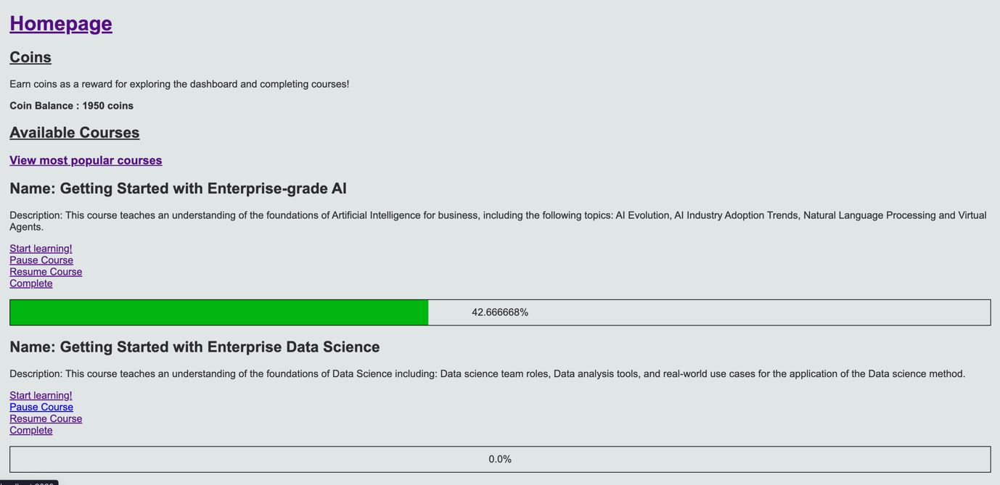 Homepage
Coins
Earn coins as a reward for exploring the dashboard and completing courses!
Coin Balance : 1950 coins
Available Courses
View most popular courses
Name: Getting Started with Enterprise-grade AI
Description: This course teaches an understanding of the foundations of Artificial Intelligence for business, including the following topics: AI Evolution, AI Industry Adoption Trends, Natural Language Processing and Virtual
Agents.
Start learning!
Pause Course
Resume Course
Complete
42.666668%
Name: Getting Started with Enterprise Data Science
Description: This course teaches an understanding of the foundations of Data Science including: Data science team roles, Data analysis tools, and real-world use cases for the application of the Data science method.
Start learning!
Pause Course
Resume Course
Complete
0.0%